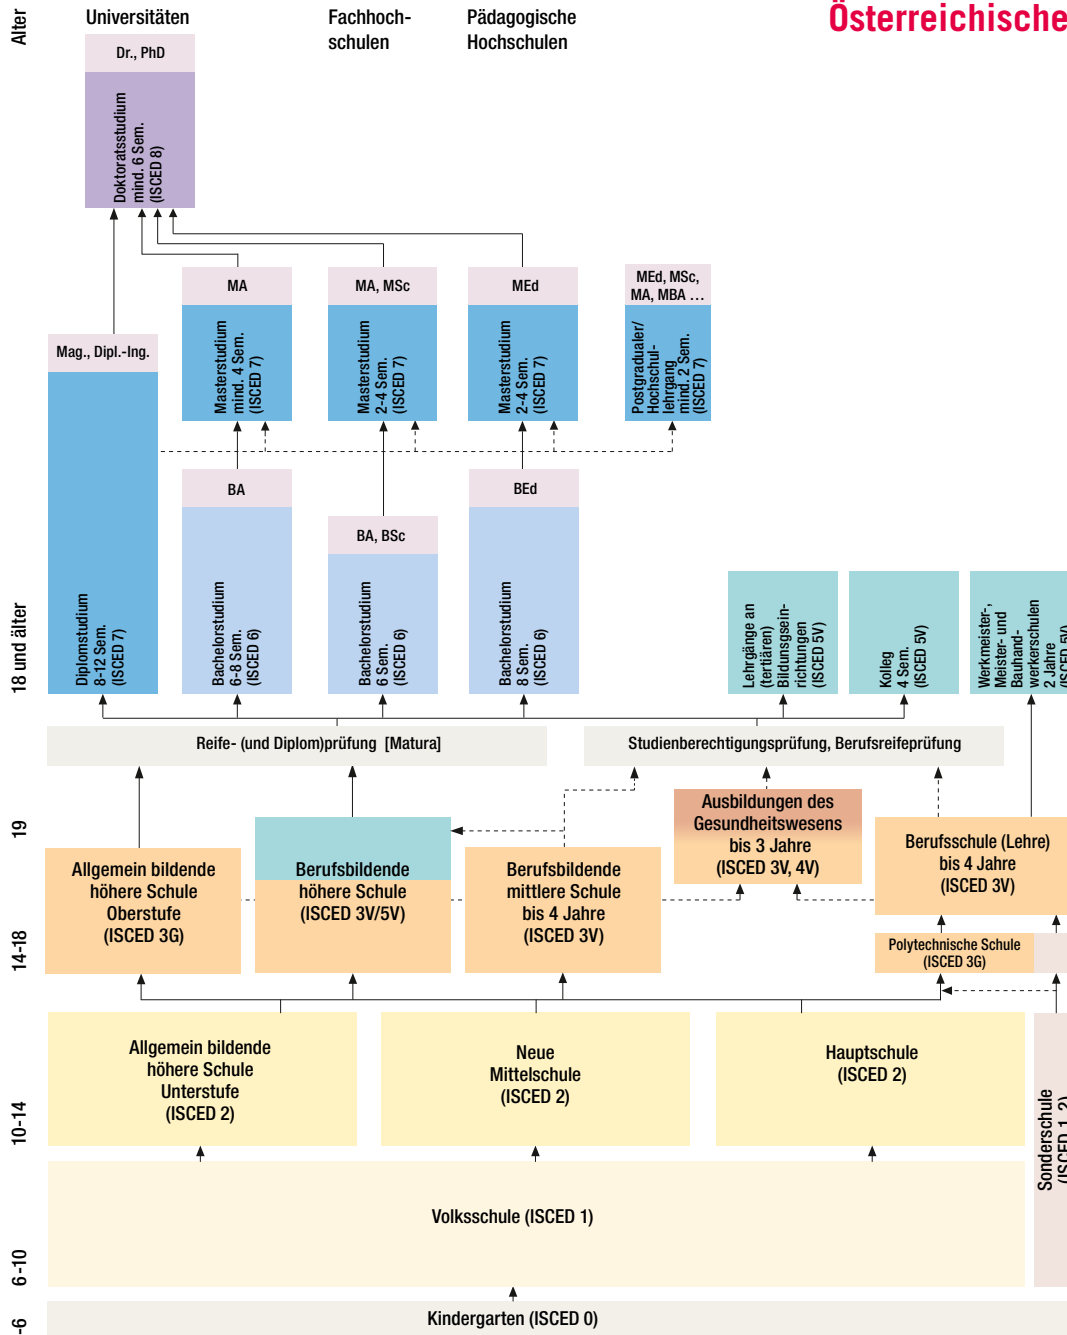 Alter
Universitäten
Fachhoch-
schulen
Pädagogische
Hochschulen
Österreichische
Dr., PhD
Doktoratsstudium
mind. 6 Sem.
(ISCED 8)
MA
Masterstudium
mind. 4 Sem.
(ISCED 7)
MA, MSc
Masterstudium
2-4 Sem.
(ISCED 7)
MEd
Masterstudium
2-4 Sem.
(ISCED 7)
MEd, MSc,
MA, MBA …
Postgradualer/
Hochschul-
lehrgang
mind. 2 Sem.
(ISCED 7)
Mag., Dipl.-Ing.
Diplomstudium
8-12 Sem.
(ISCED 7)
BA
Bachelorstudium
6-8 Sem.
(ISCED 6)
BA, BSc
Bachelorstudium
6 Sem.
(ISCED 6)
BEd
Bachelorstudium
8 Sem.
(ISCED 6)
18 und älter
Lehrgänge an
(tertiären)
Bildunsgsein-
richtungen
(ISCED 5V)
Kolleg
4 Sem.
(ISCED 5V)
Werkmeister-,
Meister- und
Bauhand-
werkerschulen
2 Jahre
(ISCED 5V)
Reife- (und Diplom)prüfung [Matura]
Studienberechtigungsprüfung, Berufsreifeprüfung
19
14-18
Allgemein bildende
höhere Schule
Oberstufe
(ISCED 3G)
Berufsbildende
höhere Schule
(ISCED 3V/5V)
Berufsbildende
mittlere Schule
bis 4 Jahre
(ISCED 3V)
Ausbildungen des
Gesundheitswesens
bis 3 Jahre
(ISCED 3V, 4V)
Berufsschule (Lehre)
bis 4 Jahre
(ISCED 3V)
Polytechnische Schule
(ISCED 3G)
10-14
Allgemein bildende
höhere Schule
Unterstufe
(ISCED 2)
Neue
Mittelschule
(ISCED 2)
Hauptschule
(ISCED 2)
Sonderschule
(ISCED 1, 2)
6-10
Volksschule (ISCED 1)
-6
Kindergarten (ISCED 0)